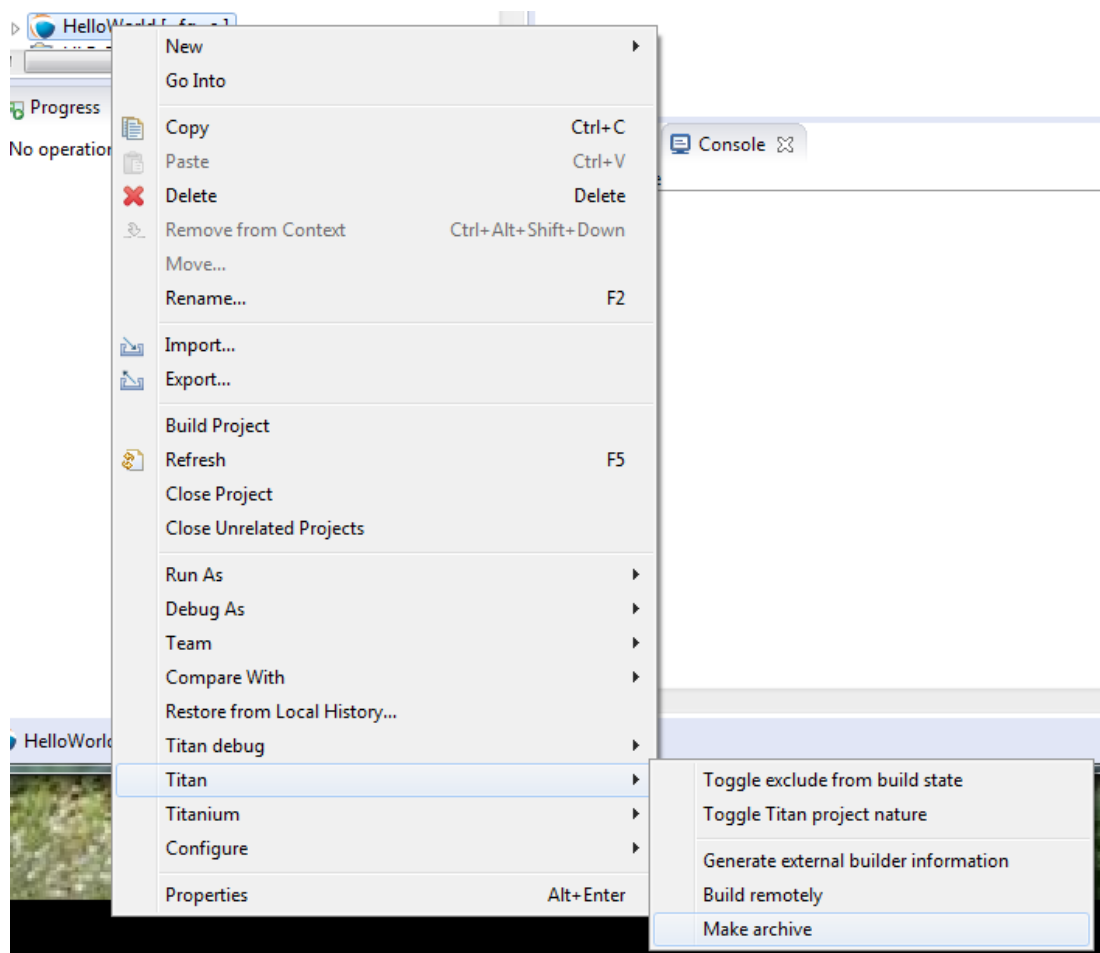 HelloWorld
New
Go Into
Progress
Copy Ctrl+C
No operation
Console
Paste Ctrl+V
Delete Delete
Remove from Context Ctrl+Alt+Shift+Down
Move...
Rename... F2
Import...
Export...
Build Project
Refresh F5
Close Project
Close Unrelated Projects
Run As
Debug As
Team
Compare With
Restore from Local History...
HelloWorld
Titan debug
Titan
Toggle exclude from build state
Titanium
Toggle Titan project nature
Configure
Generate external builder information
Properties Alt+Enter
Build remotely
Make archive